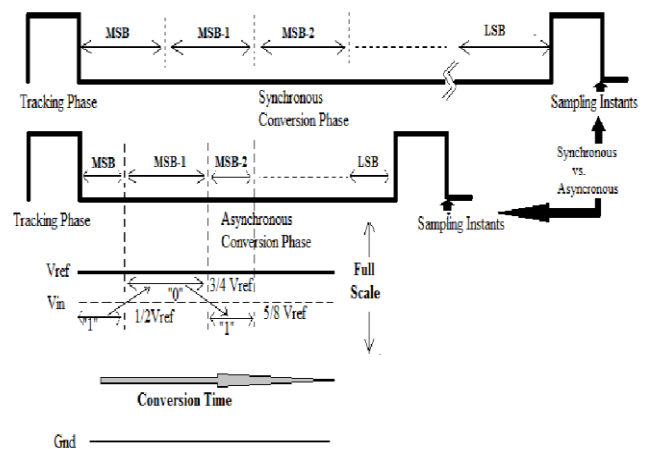 MSB MSB-1 MSB-2 LSB
Tracking Phase Synchronous Sampling Instants
Conversion Phase
Synchronous
vs.
Asyncronous
MSB MSB-1 MSB-2 LSB
Tracking Phase Asynchronous Sampling Instants
Conversion Phase
Vref
Full
Scale
3/4 Vref
"0"
Vin
"1" 1/2Vref "1" 5/8 Vref
Conversion Time
Gnd